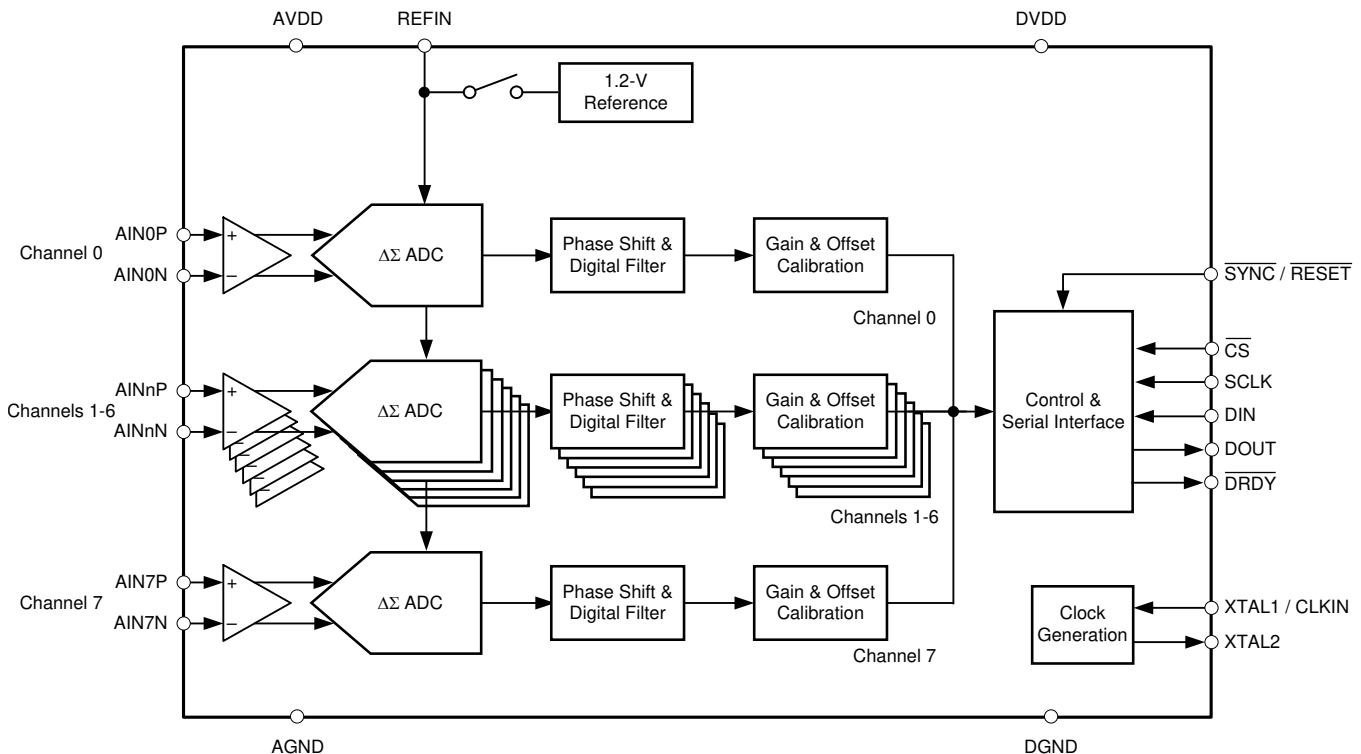 AVDD
REFIN
DVDD
1.2-V
Reference
Channel 0
AIN0P
AIN0N
+
−
ΔΣ ADC
Phase Shift &
Digital Filter
Gain & Offset
Calibration
Channel 0
SYNC / RESET
Channels 1-6
AINnP
AINnN
+
−
−
−
−
−
−
ΔΣ ADC
Phase Shift &
Digital Filter
Gain & Offset
Calibration
Channels 1-6
Control &
Serial Interface
CS
SCLK
DIN
DOUT
DRDY
Channel 7
AIN7P
AIN7N
+
−
ΔΣ ADC
Phase Shift &
Digital Filter
Gain & Offset
Calibration
Channel 7
Clock
Generation
XTAL1 / CLKIN
XTAL2
AGND
DGND